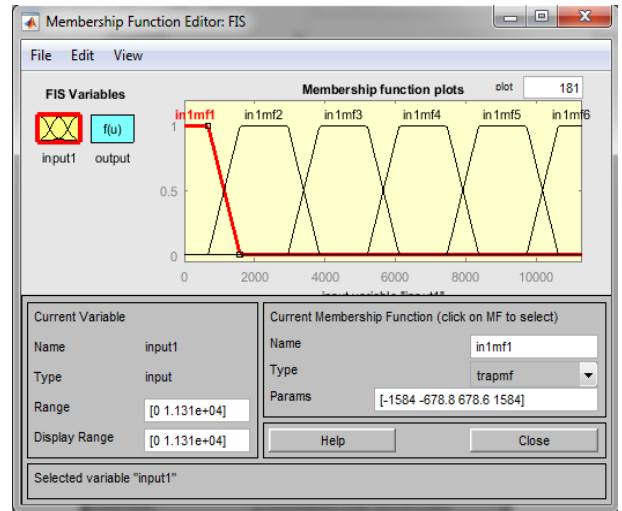 Membership Function Editor: FIS
File Edit View
FIS Variables
f(u)
input1 output
Membership function plots plot 181
in1mf1 in1mf2 in1mf3 in1mf4 in1mf5 in1mf6
1
0.5
0
0 2000 4000 6000 8000 10000
input variable "input1"
Current Variable
Name input1
Type input
Range [0 1.131e+04]
Display Range [0 1.131e+04]
Current Membership Function (click on MF to select)
Name in1mf1
Type trapmf
Params [-1584 -678.8 678.6 1584]
Help Close
Selected variable "input1"